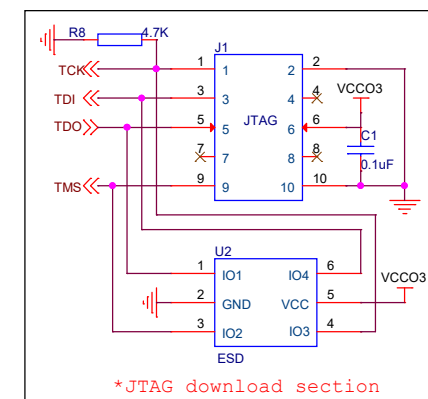 R8 4.7K
J1
TCK 1 1 2 2
TDI 3 3 4 4 VCCO3
TDO 5 5 JTAG 6 6
C1
7 7 8 8 0.1uF
TMS 9 9 10 10
U2
1 IO1 IO4 6
2 GND VCC 5 VCCO3
3 IO2 IO3 4
ESD
*JTAG download section